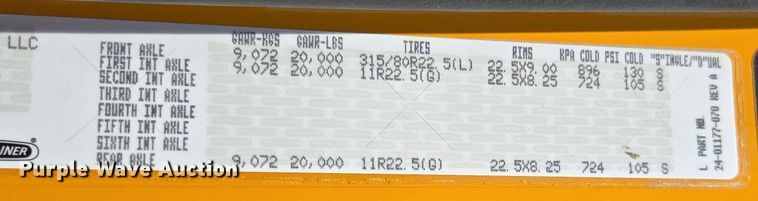 LLC
GAWR-KGS GAWR-LBS TIRES RIMS KPA COLD PSI COLD "S"INGLE/"D"UAL
FRONT AXLE 9,072 20,000 315/80R22.5(L) 22.5X9.00 896 130 S
FIRST INT AXLE 9,072 20,000 11R22.5(G) 22.5X8.25 724 105 S
SECOND INT AXLE
THIRD INT AXLE
FOURTH INT AXLE
FIFTH INT AXLE
SIXTH INT AXLE
REAR AXLE 9,072 20,000 11R22.5(G) 22.5X8.25 724 105 S
L PART NO.
24-01177-070 REV A
INER
Purple Wave Auction